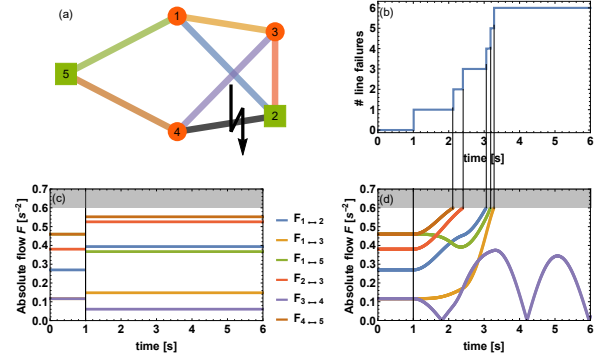 (a)
1
3
5
2
4
(b)
# line failures
6
5
4
3
2
1
0
0 1 2 3 4 5 6
time [s]
(c)
Absolute flow F [s⁻²]
0.7
0.6
0.5
0.4
0.3
0.2
0.1
0.0
0 1 2 3 4 5 6
time [s]
F1↔2
F1↔3
F1↔5
F2↔3
F3↔4
F4↔5
(d)
Absolute flow F [s⁻²]
0.7
0.6
0.5
0.4
0.3
0.2
0.1
0.0
0 1 2 3 4 5 6
time [s]